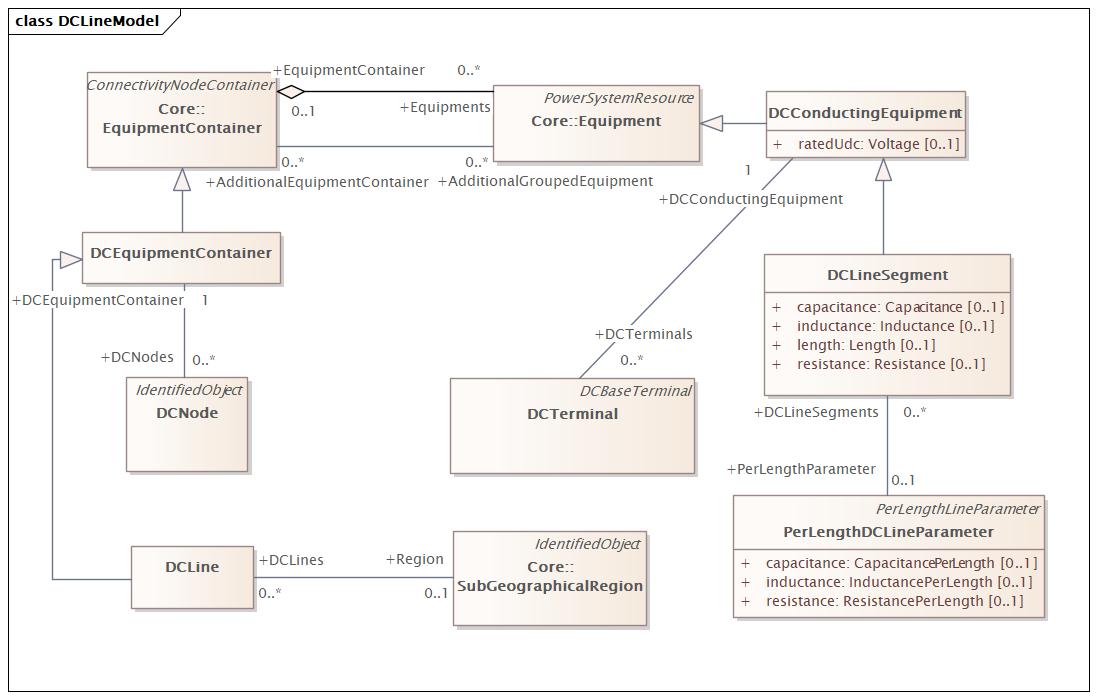 class DCLineModel
+EquipmentContainer 0..*
ConnectivityNodeContainer
Core::
EquipmentContainer
0..1
+Equipments
PowerSystemResource
Core::Equipment
DCConductingEquipment
+ ratedUdc: Voltage [0..1]
0..*
+AdditionalEquipmentContainer
0..*
+AdditionalGroupedEquipment
1
+DCConductingEquipment
DCEquipmentContainer
+DCEquipmentContainer 1
DCLineSegment
+ capacitance: Capacitance [0..1]
+ inductance: Inductance [0..1]
+ length: Length [0..1]
+ resistance: Resistance [0..1]
+DCNodes 0..*
+DCTerminals
0..*
IdentifiedObject
DCNode
DCBaseTerminal
DCTerminal
+DCLineSegments 0..*
+PerLengthParameter
0..1
PerLengthLineParameter
PerLengthDCLineParameter
+ capacitance: CapacitancePerLength [0..1]
+ inductance: InductancePerLength [0..1]
+ resistance: ResistancePerLength [0..1]
DCLine
+DCLines
0..*
+Region
0..1
IdentifiedObject
Core::
SubGeographicalRegion